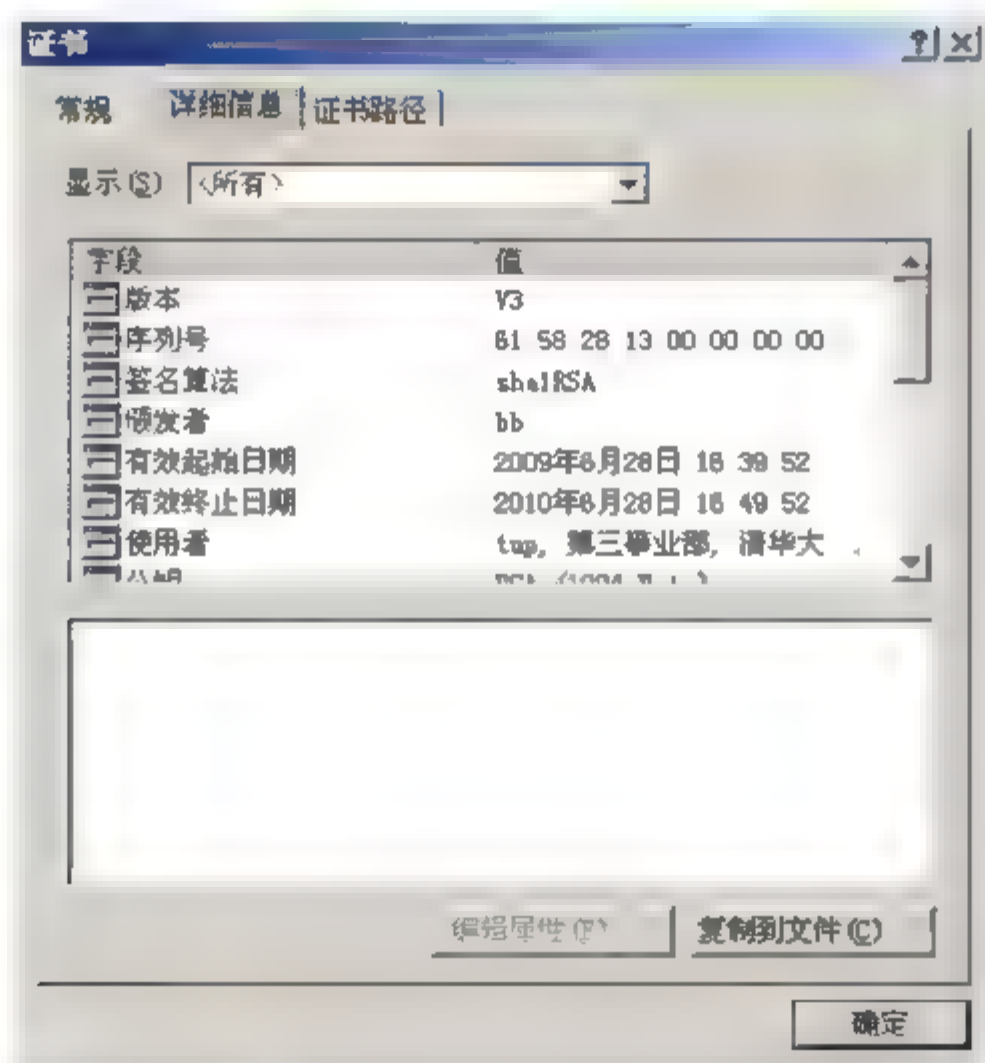 证书
常规 详细信息 证书路径
显示(S) <所有>
字段 值
版本 V3
序列号 61 58 28 13 00 00 00 00
签名算法 sha1RSA
颁发者 bb
有效起始日期 2009年6月28日 16 39 52
有效终止日期 2010年6月28日 16 49 52
使用者 tup, 第三事业部, 清华大
公钥 RSA (1024
编辑属性(E) 复制到文件(C)
确定